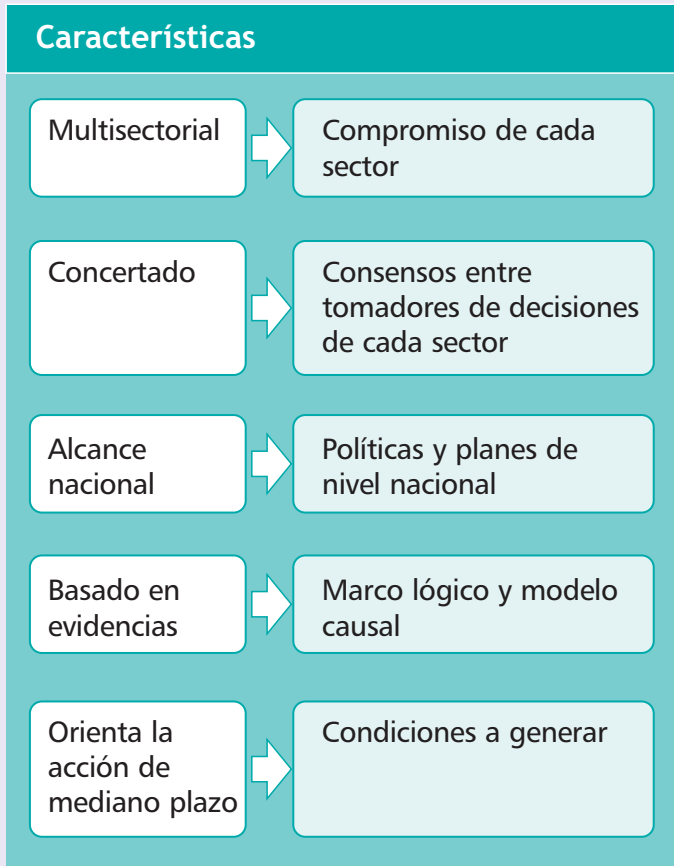 Características
Multisectorial
Compromiso de cada
sector
Concertado
Consensos entre
tomadores de decisiones
de cada sector
Alcance
nacional
Políticas y planes de
nivel nacional
Basado en
evidencias
Marco lógico y modelo
causal
Orienta la
acción de
mediano plazo
Condiciones a generar